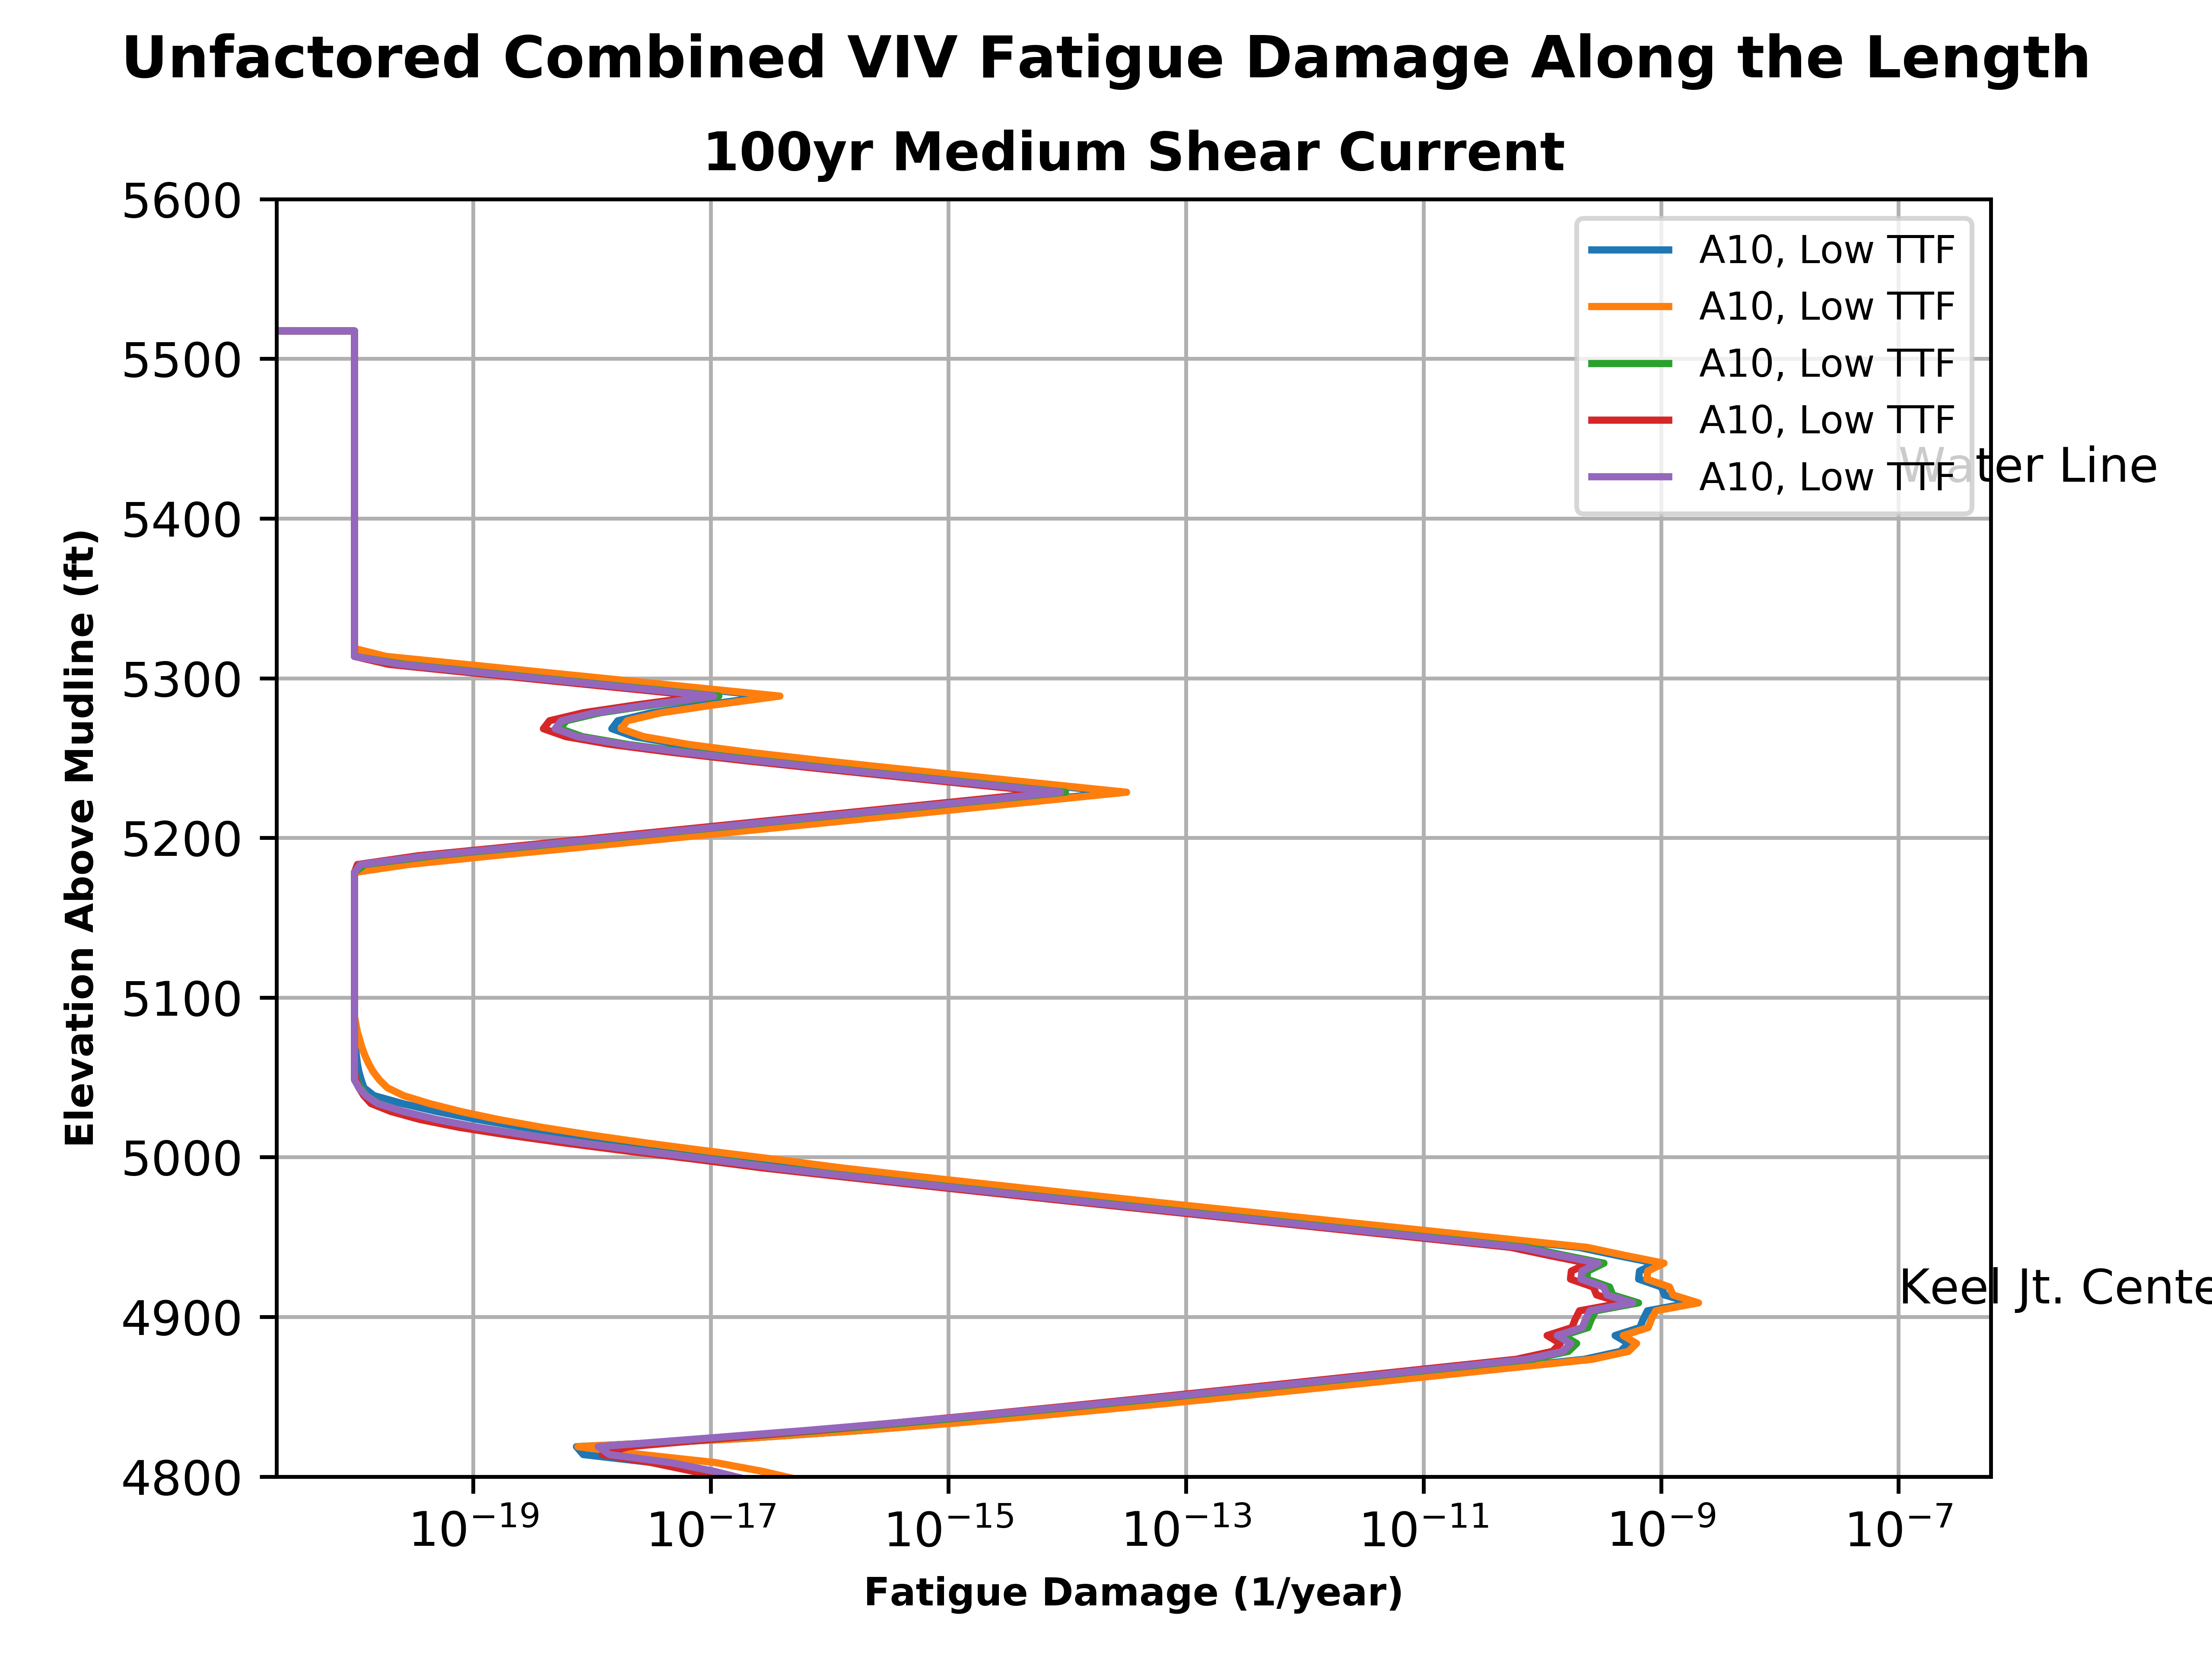 Unfactored Combined VIV Fatigue Damage Along the Length
100yr Medium Shear Current
5600
5500
5400
5300
5200
5100
5000
4900
4800
Elevation Above Mudline (ft)
A10, Low TTF
A10, Low TTF
A10, Low TTF
A10, Low TTF
A10, Low TTF
Water Line
Keel Jt. Cente
10⁻¹⁹
10⁻¹⁷
10⁻¹⁵
10⁻¹³
10⁻¹¹
10⁻⁹
10⁻⁷
Fatigue Damage (1/year)